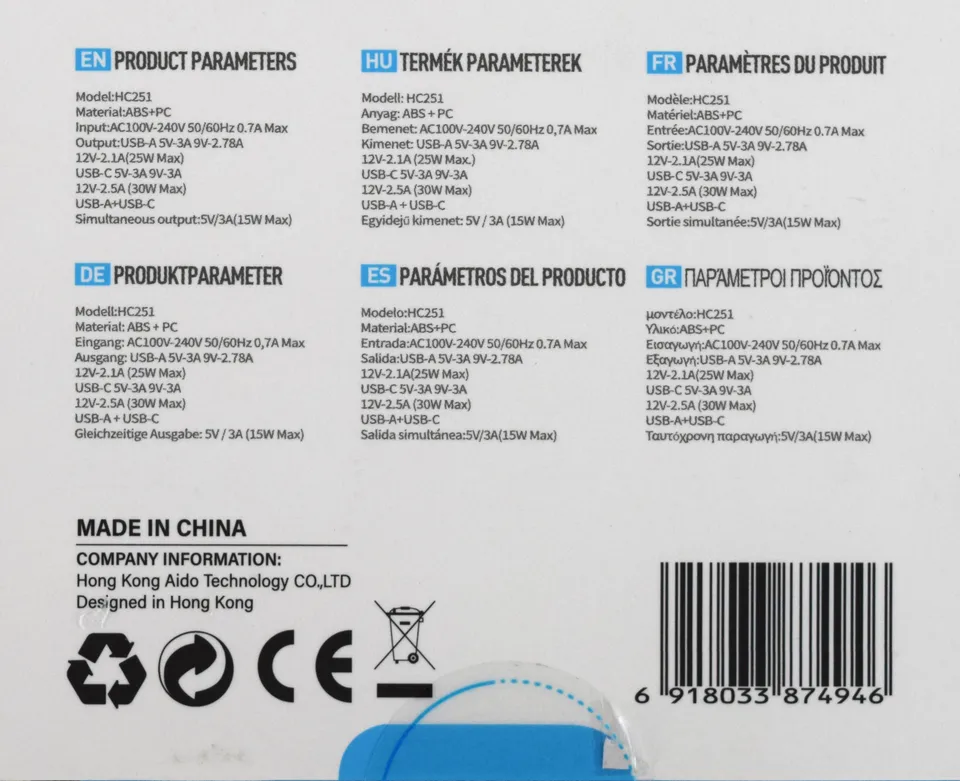 EN PRODUCT PARAMETERS
Model:HC251
Material:ABS+PC
Input:AC100V-240V 50/60Hz 0.7A Max
Output:USB-A 5V-3A 9V-2.78A
12V-2.1A(25W Max)
USB-C 5V-3A 9V-3A
12V-2.5A (30W Max)
USB-A+USB-C
Simultaneous output:5V/3A(15W Max)
HU TERMÉK PARAMETEREK
Modell: HC251
Anyag: ABS + PC
Bemenet: AC100V-240V 50/60Hz 0,7A Max
Kimenet: USB-A 5V-3A 9V-2.78A
12V-2.1A (25W Max.)
USB-C 5V-3A 9V-3A
12V-2.5A (30W Max)
USB-A + USB-C
Egyidejű kimenet: 5V / 3A (15W Max)
FR PARAMÈTRES DU PRODUIT
Modèle:HC251
Matériel:ABS+PC
Entrée:AC100V-240V 50/60Hz 0.7A Max
Sortie:USB-A 5V-3A 9V-2.78A
12V-2.1A(25W Max)
USB-C 5V-3A 9V-3A
12V-2.5A (30W Max)
USB-A+USB-C
Sortie simultanée:5V/3A(15W Max)
DE PRODUKTPARAMETER
Modell:HC251
Material: ABS + PC
Eingang: AC100V-240V 50/60Hz 0,7A Max
Ausgang: USB-A 5V-3A 9V-2.78A
12V-2.1A (25W Max)
USB-C 5V-3A 9V-3A
12V-2.5A (30W Max)
USB-A + USB-C
Gleichzeitige Ausgabe: 5V / 3A (15W Max)
ES PARÁMETROS DEL PRODUCTO
Modelo:HC251
Material:ABS+PC
Entrada:AC100V-240V 50/60Hz 0.7A Max
Salida:USB-A 5V-3A 9V-2.78A
12V-2.1A(25W Max)
USB-C 5V-3A 9V-3A
12V-2.5A (30W Max)
USB-A+USB-C
Salida simultánea:5V/3A(15W Max)
GR ΠΑΡΆΜΕΤΡΟΙ ΠΡΟΪΌΝΤΟΣ
μοντέλο:HC251
Υλικό:ABS+PC
Εισαγωγή:AC100V-240V 50/60Hz 0.7A Max
Εξαγωγή:USB-A 5V-3A 9V-2.78A
12V-2.1A(25W Max)
USB-C 5V-3A 9V-3A
12V-2.5A (30W Max)
USB-A+USB-C
Ταυτόχρονη παραγωγή:5V/3A(15W Max)
MADE IN CHINA
COMPANY INFORMATION:
Hong Kong Aido Technology CO.,LTD
Designed in Hong Kong
CE
6 918033 874946